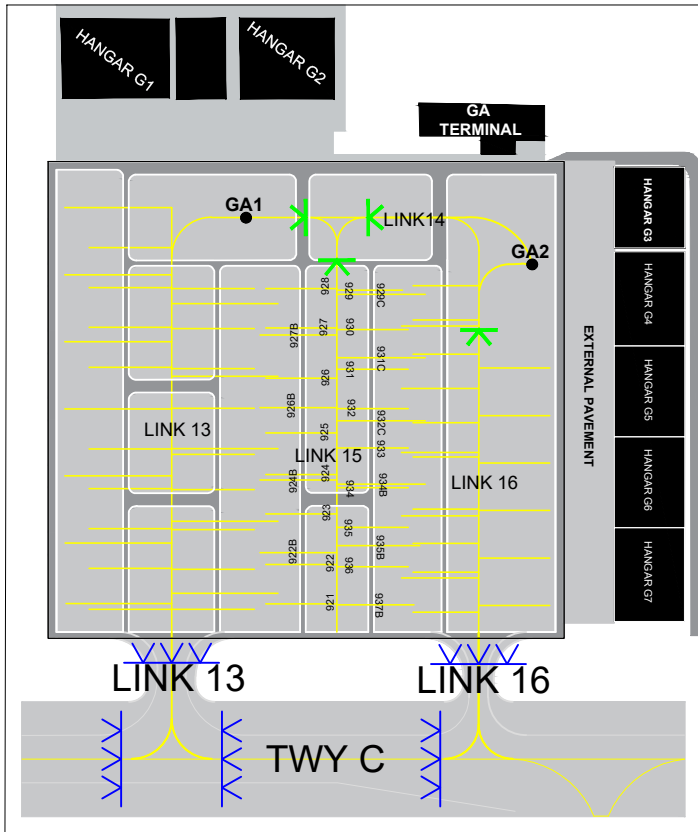 HANGAR G1
HANGAR G2
GA
TERMINAL
HANGAR G3
GA1
LINK14
GA2
HANGAR G4
928
929
929C
927B
927
930
EXTERNAL PAVEMENT
931C
931
926
HANGAR G5
926B
932
932C
925
LINK 13
933
LINK 15
924B
924
934
934B
LINK 16
HANGAR G6
923
935
935B
922B
922
936
HANGAR G7
921
937B
LINK 13
LINK 16
TWY C